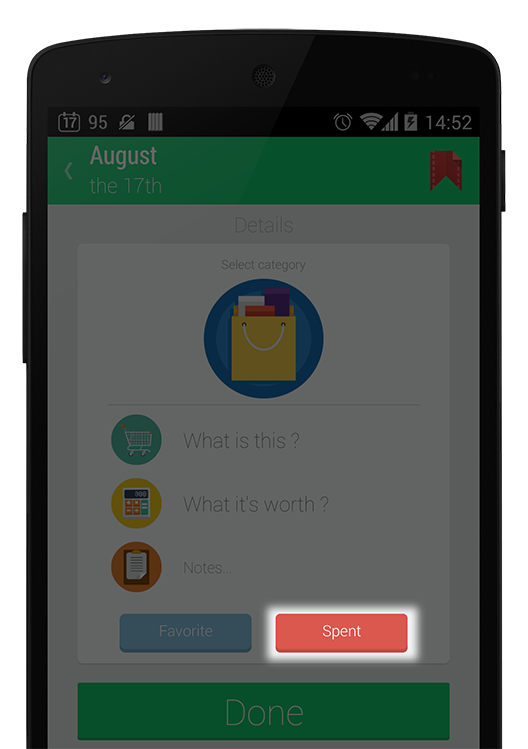 17 95 14:52
August
the 17th
Details
Select category
What is this ?
What it's worth ?
Notes...
Favorite Spent
Done